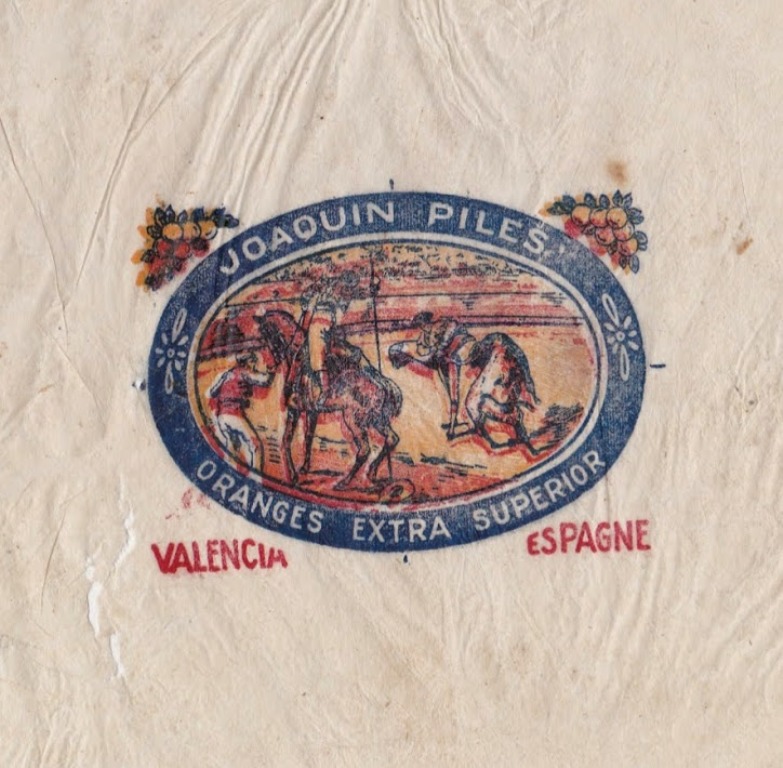 JOAQUIN PILES
ORANGES EXTRA SUPERIOR
VALENCIA
ESPAGNE